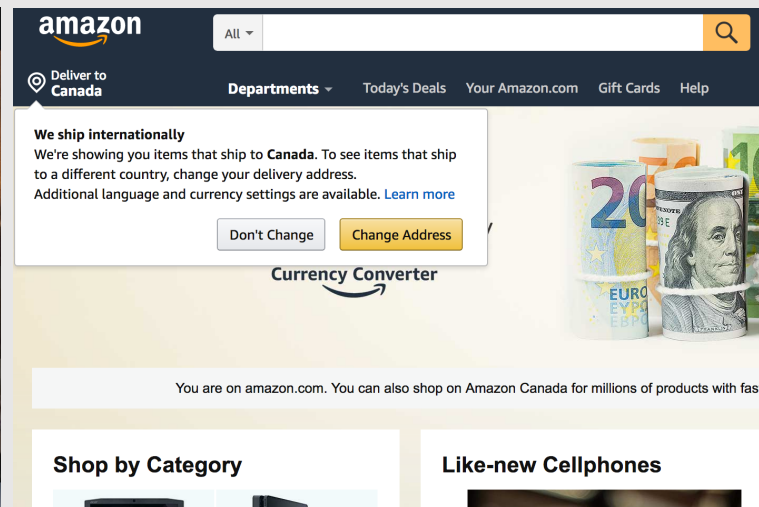 amazon
All
Deliver to
Canada
Departments
Today's Deals
Your Amazon.com
Gift Cards
Help
We ship internationally
We're showing you items that ship to Canada. To see items that ship
to a different country, change your delivery address.
Additional language and currency settings are available. Learn more
Don't Change
Change Address
Currency Converter
20
EURO
ΕΥΡΩ
ЕВРО
FRANKLIN
You are on amazon.com. You can also shop on Amazon Canada for millions of products with fas
Shop by Category
Like-new Cellphones